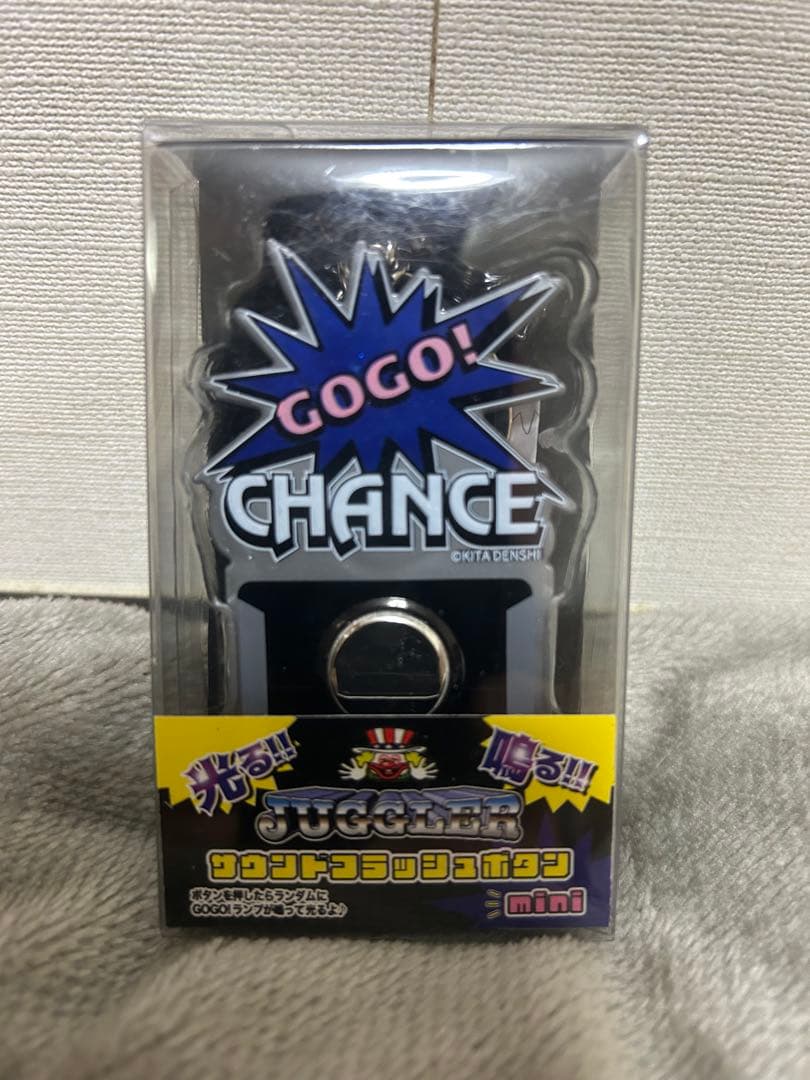 GOGO!
CHANCE
©KITA DENSHI
光る!!
鳴る!!
JUGGLER
サウンドフラッシュボタン
mini
ボタンを押したらランダムに
GOGO!ランプが鳴って光るよ♪